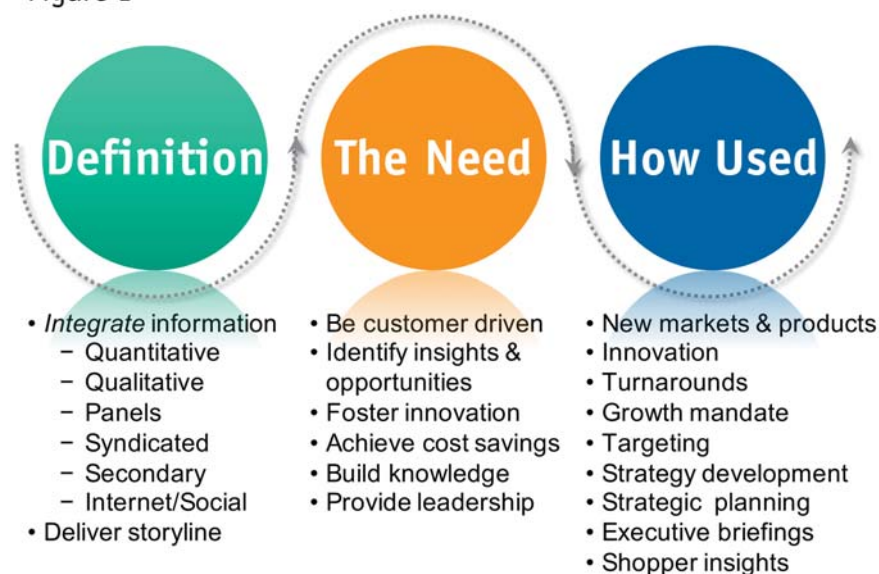 Definition
• Integrate information
– Quantitative
– Qualitative
– Panels
– Syndicated
– Secondary
– Internet/Social
• Deliver storyline
The Need
• Be customer driven
• Identify insights &
opportunities
• Foster innovation
• Achieve cost savings
• Build knowledge
• Provide leadership
How Used
• New markets & products
• Innovation
• Turnarounds
• Growth mandate
• Targeting
• Strategy development
• Strategic planning
• Executive briefings
• Shopper insights